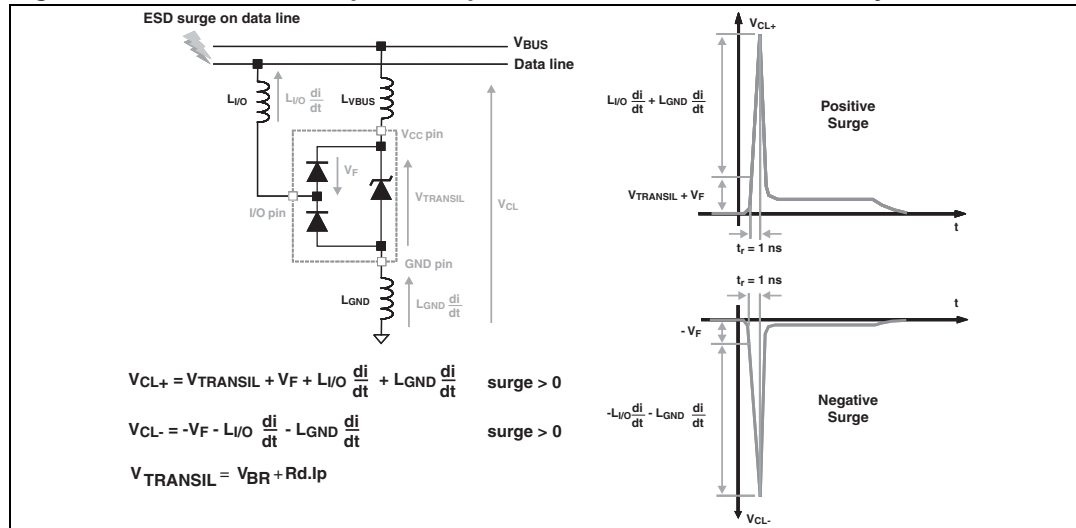 ESD surge on data line
VBUS
Data line
LI/O
LI/O di/dt
LVBUS
VCC pin
VF
VTRANSIL
VCL
I/O pin
GND pin
LGND
LGND di/dt
VCL+ = VTRANSIL + VF + LI/O di/dt + LGND di/dt surge > 0
VCL- = -VF - LI/O di/dt - LGND di/dt surge > 0
VTRANSIL = VBR + Rd.Ip
VCL+
LI/O di/dt + LGND di/dt
Positive
Surge
VTRANSIL + VF
t
tr = 1 ns
tr = 1 ns
t
- VF
-LI/O di/dt - LGND di/dt
Negative
Surge
VCL-